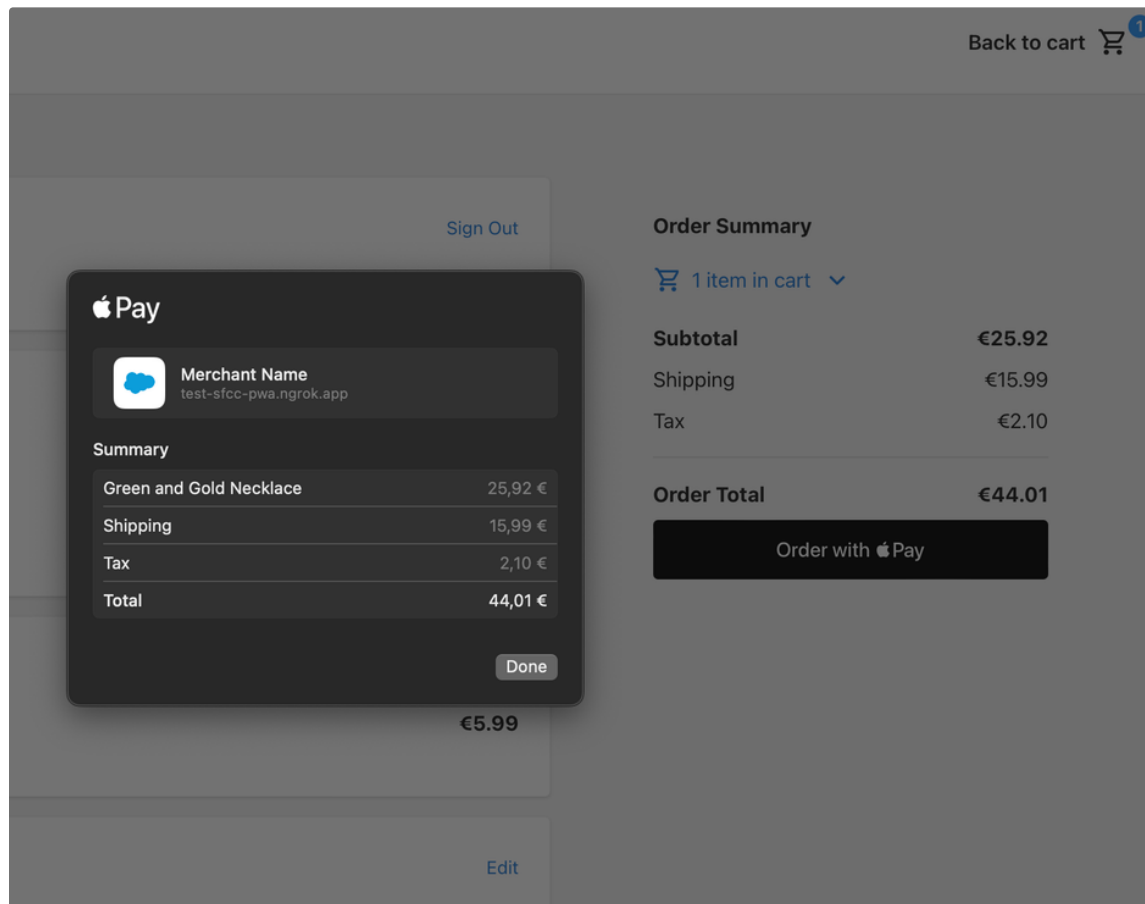 Back to cart
1
Sign Out
Pay
Merchant Name
test-sfcc-pwa.ngrok.app
Summary
Green and Gold Necklace 25,92 €
Shipping 15,99 €
Tax 2,10 €
Total 44,01 €
Done
€5.99
Edit
Order Summary
1 item in cart
Subtotal €25.92
Shipping €15.99
Tax €2.10
Order Total €44.01
Order with Pay